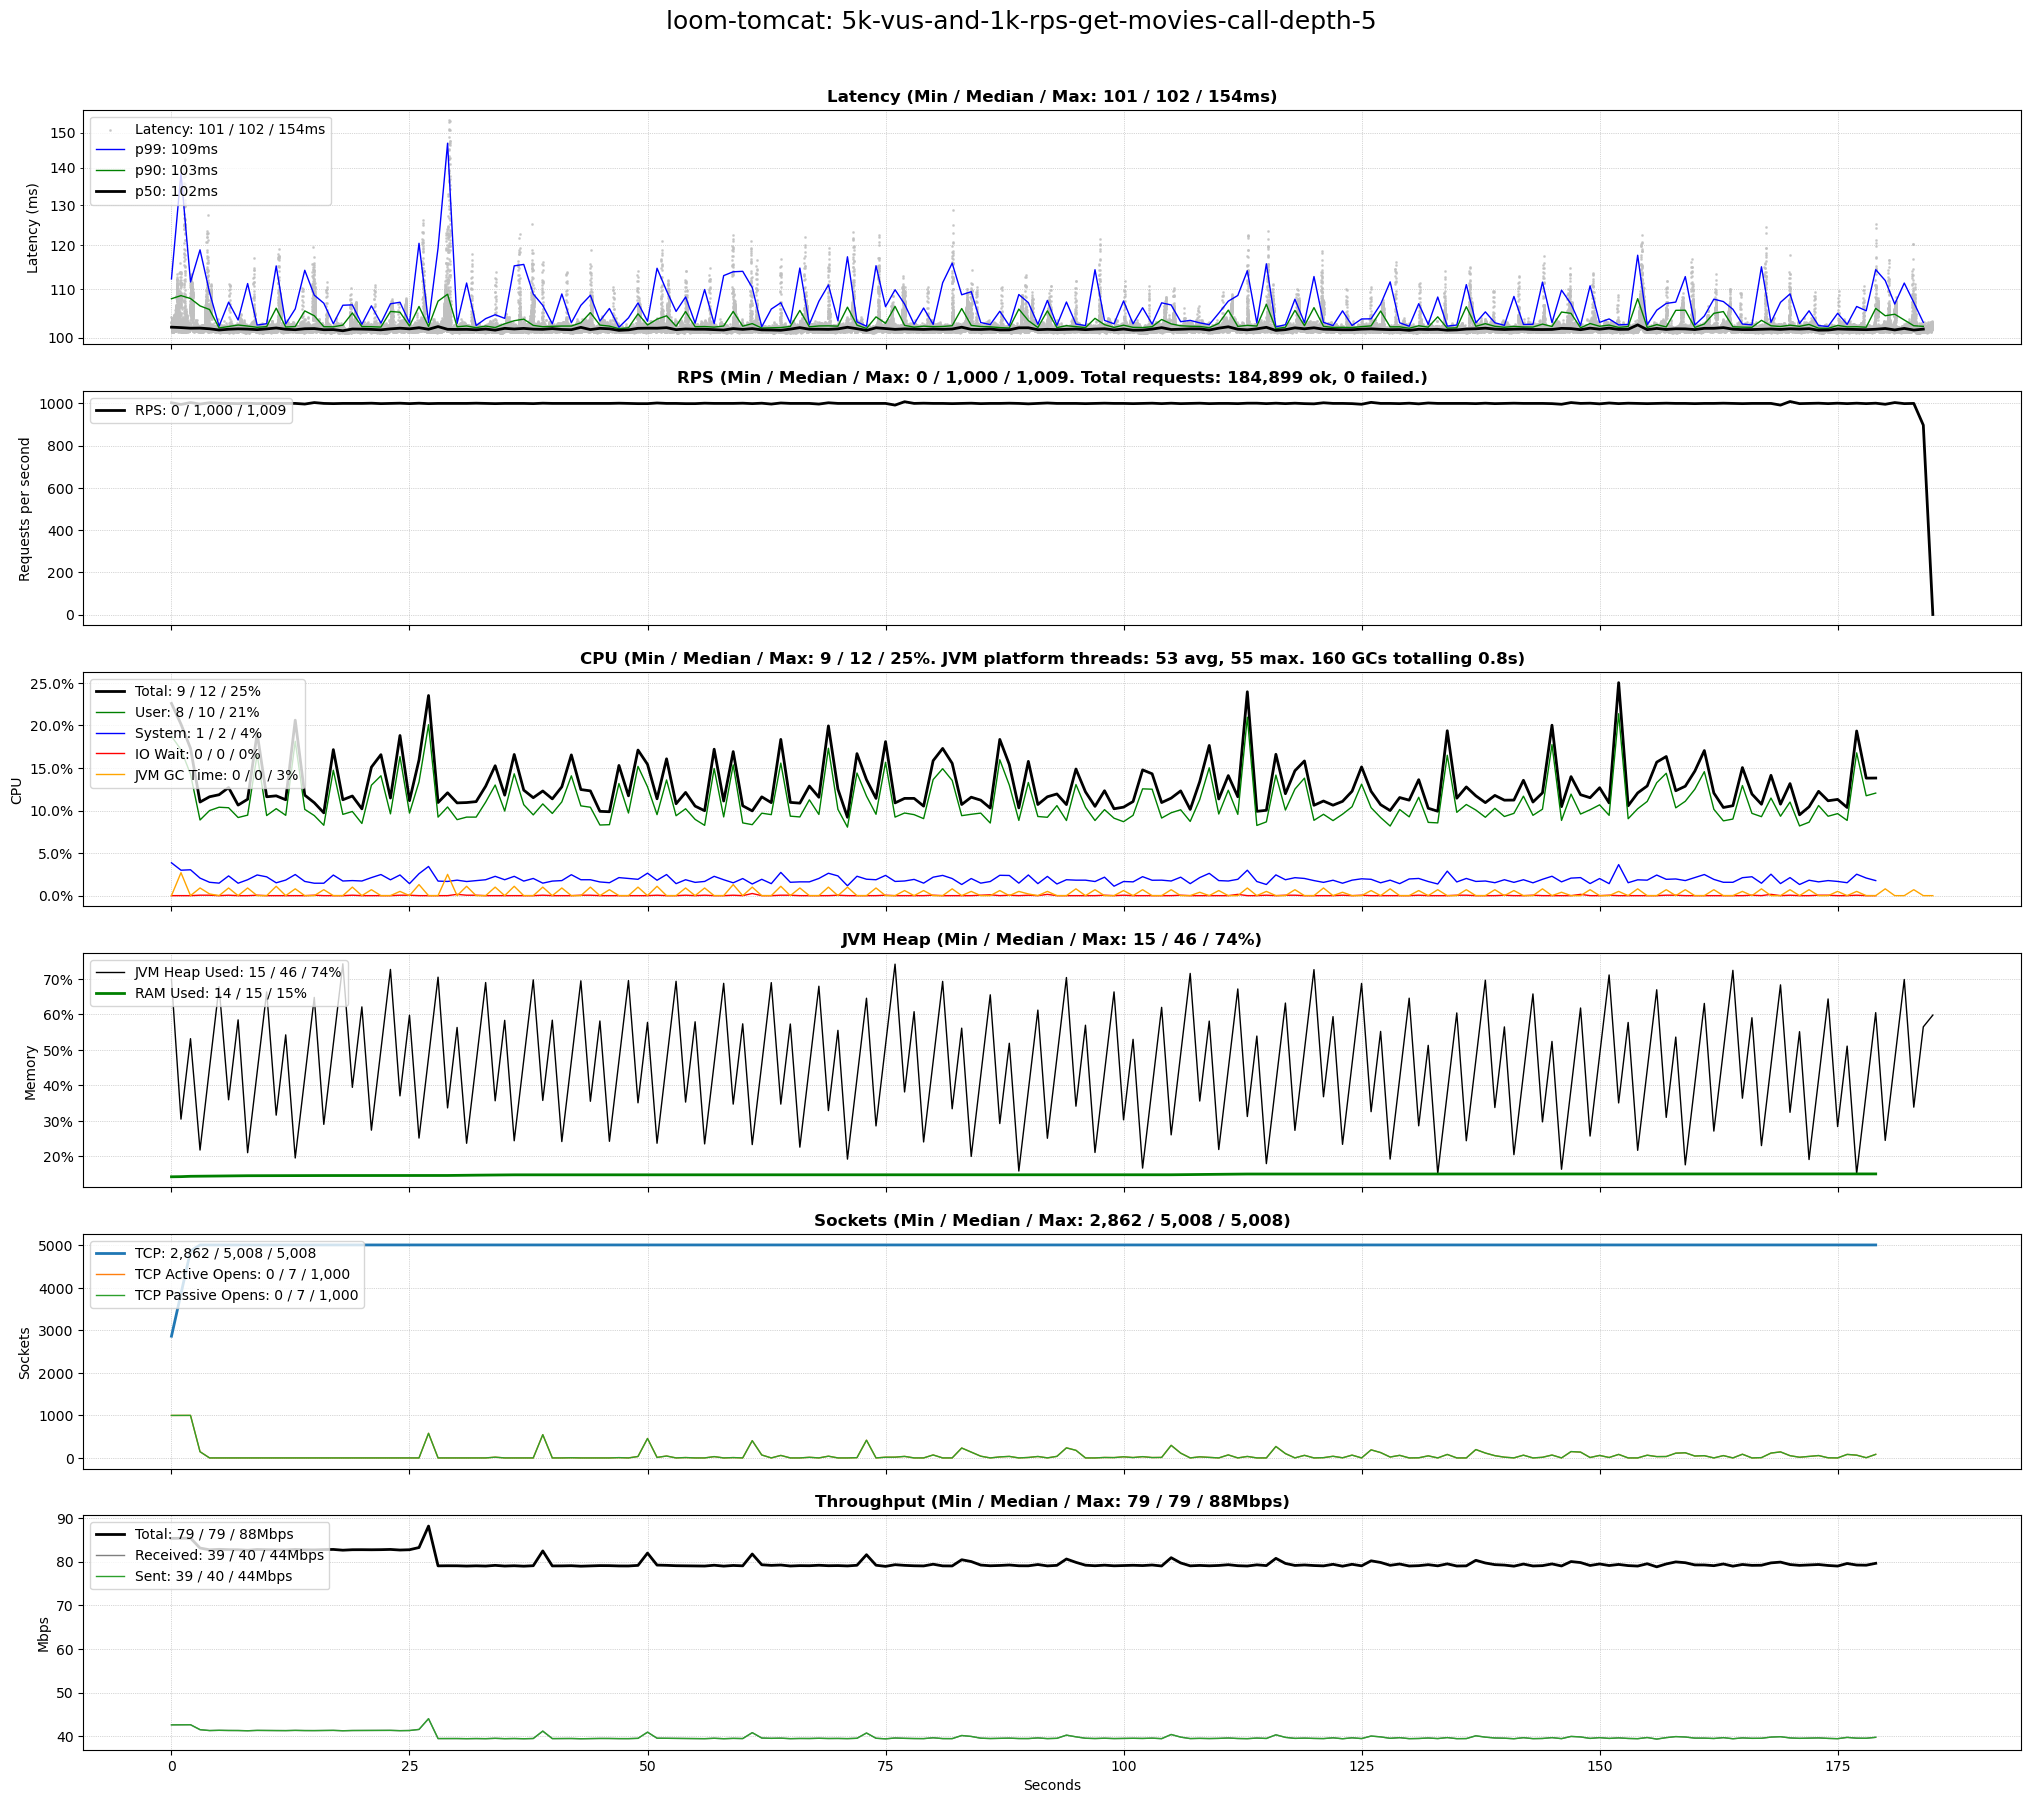 loom-tomcat: 5k-vus-and-1k-rps-get-movies-call-depth-5
Latency (Min / Median / Max: 101 / 102 / 154ms)
Latency: 101 / 102 / 154ms
p99: 109ms
p90: 103ms
p50: 102ms
Latency (ms)
150
140
130
120
110
100
RPS (Min / Median / Max: 0 / 1,000 / 1,009. Total requests: 184,899 ok, 0 failed.)
RPS: 0 / 1,000 / 1,009
Requests per second
1000
800
600
400
200
0
CPU (Min / Median / Max: 9 / 12 / 25%. JVM platform threads: 53 avg, 55 max. 160 GCs totalling 0.8s)
Total: 9 / 12 / 25%
User: 8 / 10 / 21%
System: 1 / 2 / 4%
IO Wait: 0 / 0 / 0%
JVM GC Time: 0 / 0 / 3%
CPU
25.0%
20.0%
15.0%
10.0%
5.0%
0.0%
JVM Heap (Min / Median / Max: 15 / 46 / 74%)
JVM Heap Used: 15 / 46 / 74%
RAM Used: 14 / 15 / 15%
Memory
70%
60%
50%
40%
30%
20%
Sockets (Min / Median / Max: 2,862 / 5,008 / 5,008)
TCP: 2,862 / 5,008 / 5,008
TCP Active Opens: 0 / 7 / 1,000
TCP Passive Opens: 0 / 7 / 1,000
Sockets
5000
4000
3000
2000
1000
0
Throughput (Min / Median / Max: 79 / 79 / 88Mbps)
Total: 79 / 79 / 88Mbps
Received: 39 / 40 / 44Mbps
Sent: 39 / 40 / 44Mbps
Mbps
90
80
70
60
50
40
0 25 50 75 100 125 150 175
Seconds